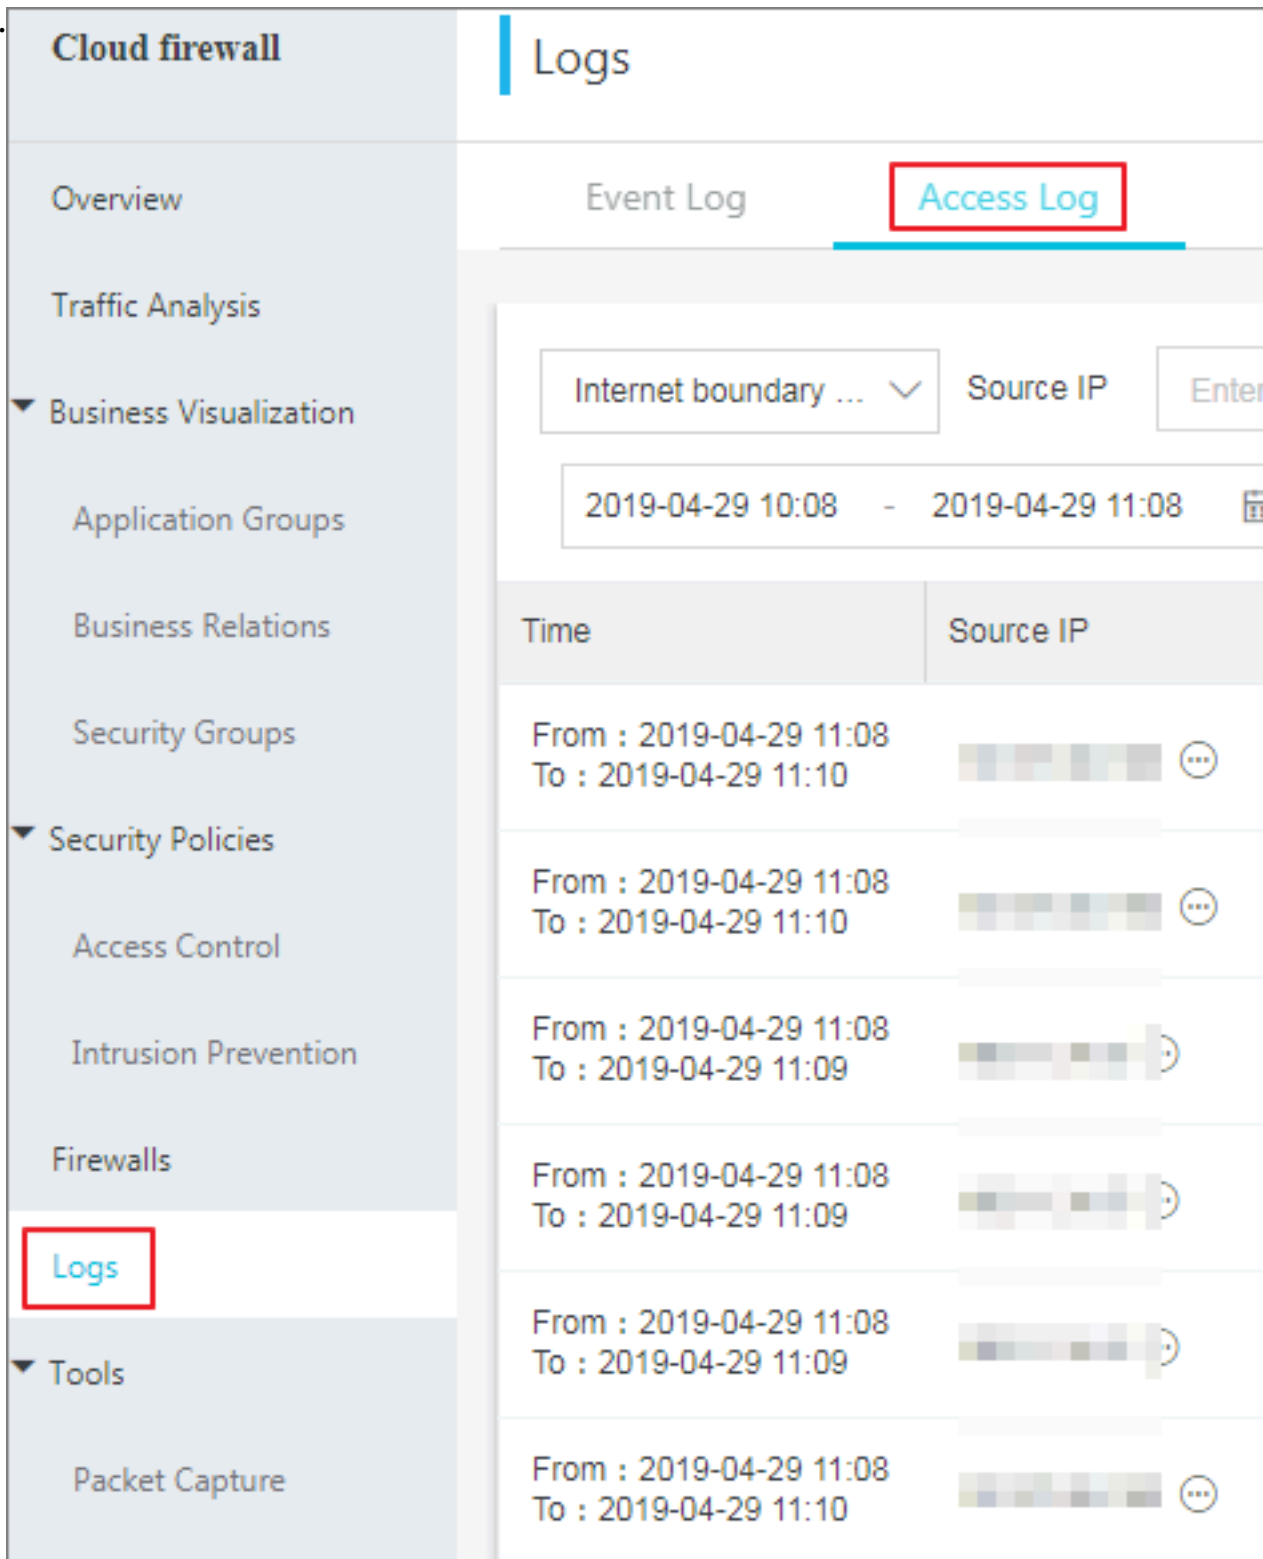 Cloud firewall
Overview
Traffic Analysis
Business Visualization
Application Groups
Business Relations
Security Groups
Security Policies
Access Control
Intrusion Prevention
Firewalls
Logs
Tools
Packet Capture
Logs
Event Log
Access Log
Internet boundary ...
Source IP
Enter
2019-04-29 10:08 - 2019-04-29 11:08
Time
Source IP
From : 2019-04-29 11:08
To : 2019-04-29 11:10
From : 2019-04-29 11:08
To : 2019-04-29 11:10
From : 2019-04-29 11:08
To : 2019-04-29 11:09
From : 2019-04-29 11:08
To : 2019-04-29 11:09
From : 2019-04-29 11:08
To : 2019-04-29 11:09
From : 2019-04-29 11:08
To : 2019-04-29 11:10